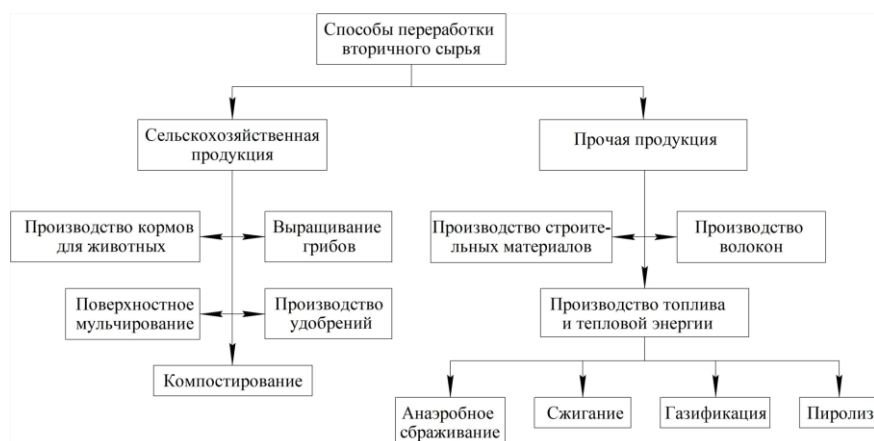 Способы переработки
вторичного сырья
Сельскохозяйственная
продукция
Прочая продукция
Производство кормов
для животных
Выращивание
грибов
Производство строите-
льных материалов
Производство
волокон
Поверхностное
мульчирование
Производство
удобрений
Производство топлива
и тепловой энергии
Компостирование
Анаэробное
сбраживание
Сжигание
Газификация
Пиролиз